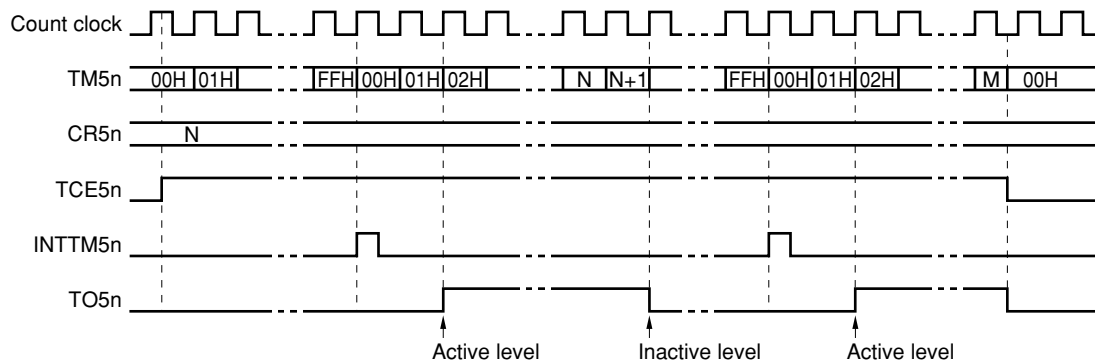 Count clock
TM5n 00H 01H FFH 00H 01H 02H N N+1 FFH 00H 01H 02H M 00H
CR5n N
TCE5n
INTTM5n
TO5n
Active level Inactive level Active level